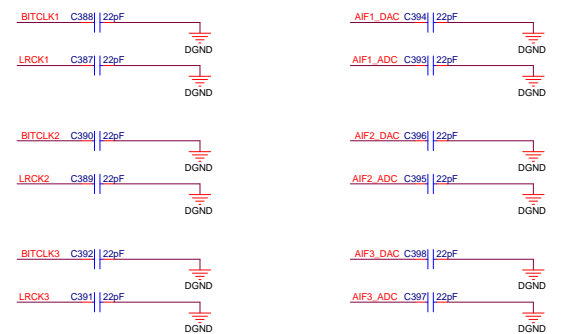 BITCLK1 C388 22pF
DGND
LRCK1 C387 22pF
DGND
BITCLK2 C390 22pF
DGND
LRCK2 C389 22pF
DGND
BITCLK3 C392 22pF
DGND
LRCK3 C391 22pF
DGND
AIF1_DAC C394 22pF
DGND
AIF1_ADC C393 22pF
DGND
AIF2_DAC C396 22pF
DGND
AIF2_ADC C395 22pF
DGND
AIF3_DAC C398 22pF
DGND
AIF3_ADC C397 22pF
DGND